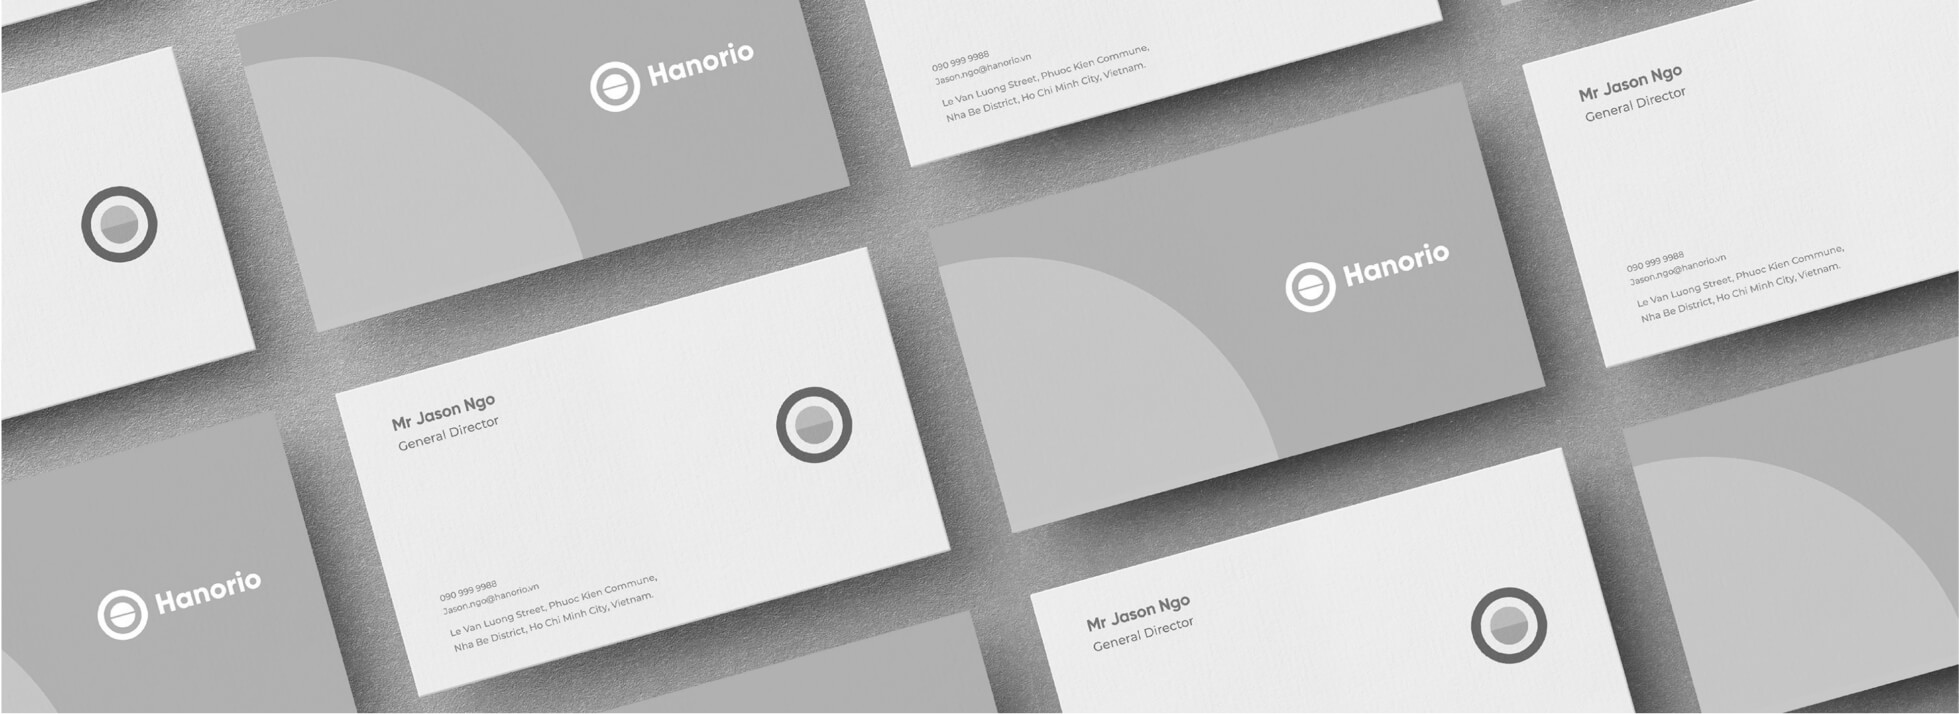 Hanorio
090 999 9988
Jason.ngo@hanorio.vn
Le Van Luong Street, Phuoc Kien Commune,
Nha Be District, Ho Chi Minh City, Vietnam.
Mr Jason Ngo
General Director
090 999 9988
Jason.ngo@hanorio.vn
Le Van Luong Street, Phuoc Kien Commune,
Nha Be District, Ho Chi Minh City, Vietnam.
Hanorio
Mr Jason Ngo
General Director
090 999 9988
Jason.ngo@hanorio.vn
Le Van Luong Street, Phuoc Kien Commune,
Nha Be District, Ho Chi Minh City, Vietnam.
Hanorio
Mr Jason Ngo
General Director